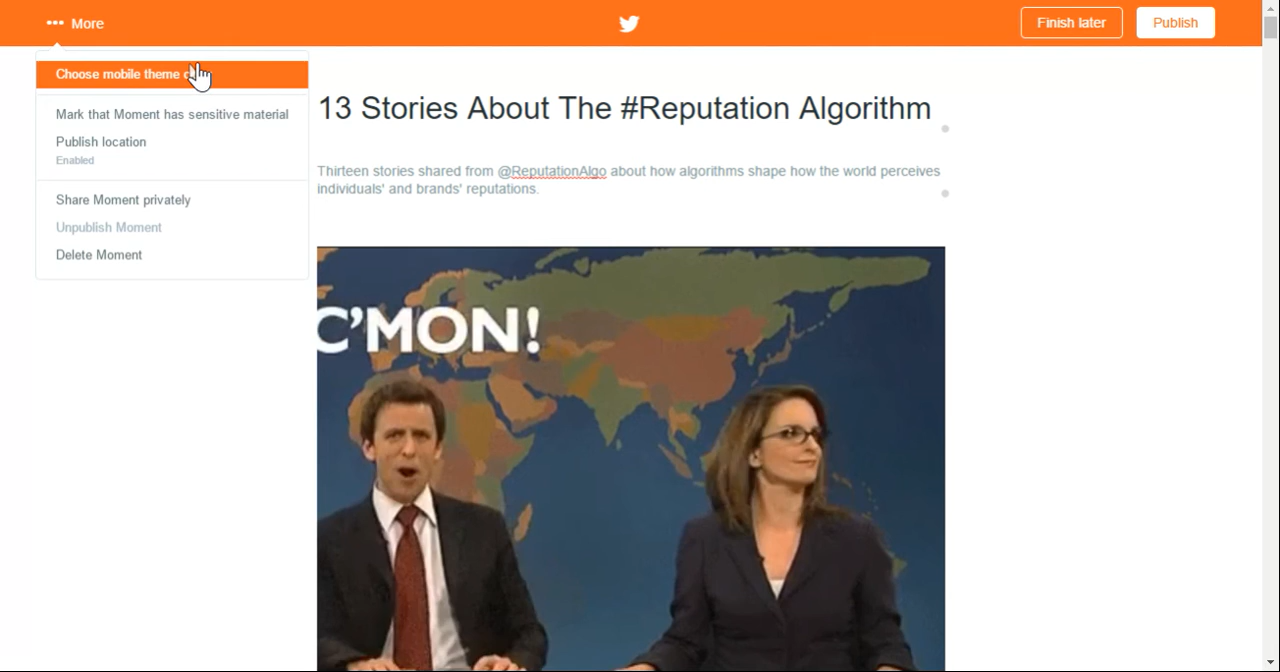 ••• More
Finish later
Publish
Choose mobile theme
Mark that Moment has sensitive material
Publish location
Enabled
Share Moment privately
Unpublish Moment
Delete Moment
13 Stories About The #Reputation Algorithm
Thirteen stories shared from @ReputationAlgo about how algorithms shape how the world perceives
individuals' and brands' reputations.
C'MON!